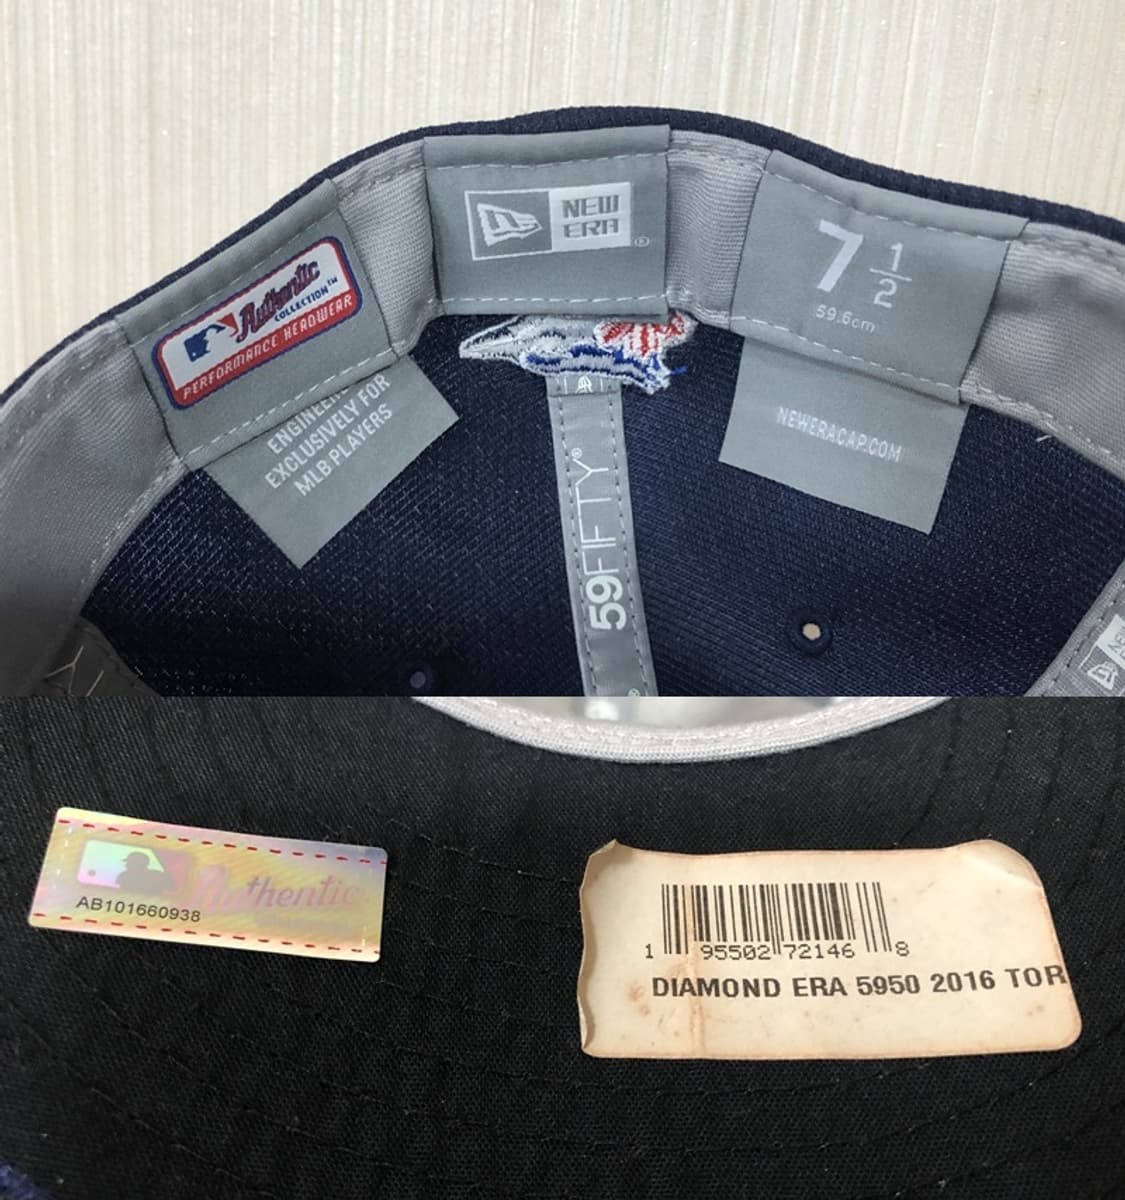 Authentic
COLLECTION™
PERFORMANCE HEADWEAR
ENGINEERED
EXCLUSIVELY FOR
MLB PLAYERS
NEW
ERA®
7 1/2
59.6cm
NEWERACAP.COM
59FIFTY®
Authentic
AB101660938
1 95502 72146 8
DIAMOND ERA 5950 2016 TOR